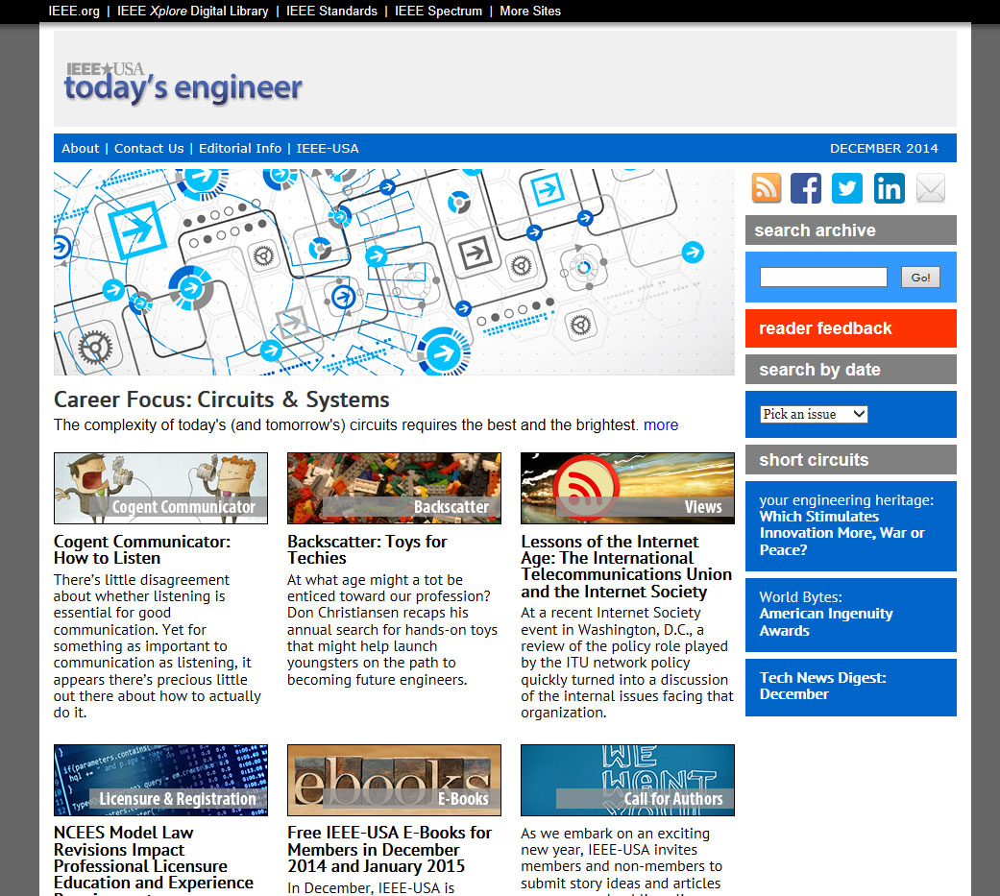 IEEE.org | IEEE Xplore Digital Library | IEEE Standards | IEEE Spectrum | More Sites
IEEE★USA
today's engineer
About | Contact Us | Editorial Info | IEEE-USA
DECEMBER 2014
search archive
Go!
reader feedback
search by date
Pick an issue
short circuits
your engineering heritage:
Which Stimulates
Innovation More, War or
Peace?
World Bytes:
American Ingenuity
Awards
Tech News Digest:
December
Career Focus: Circuits & Systems
The complexity of today's (and tomorrow's) circuits requires the best and the brightest. more
Cogent Communicator
Cogent Communicator:
How to Listen
There's little disagreement
about whether listening is
essential for good
communication. Yet for
something as important to
communication as listening, it
appears there's precious little
out there about how to actually
do it.
Backscatter
Backscatter: Toys for
Techies
At what age might a tot be
enticed toward our profession?
Don Christiansen recaps his
annual search for hands-on toys
that might help launch
youngsters on the path to
becoming future engineers.
Views
Lessons of the Internet
Age: The International
Telecommunications Union
and the Internet Society
At a recent Internet Society
event in Washington, D.C., a
review of the policy role played
by the ITU network policy
quickly turned into a discussion
of the internal issues facing that
organization.
Licensure & Registration
NCEES Model Law
Revisions Impact
Professional Licensure
Education and Experience
ebooks
E-Books
Free IEEE-USA E-Books for
Members in December
2014 and January 2015
In December, IEEE-USA is
WE
WANT
YOU
Call for Authors
As we embark on an exciting
new year, IEEE-USA invites
members and non-members to
submit story ideas and articles